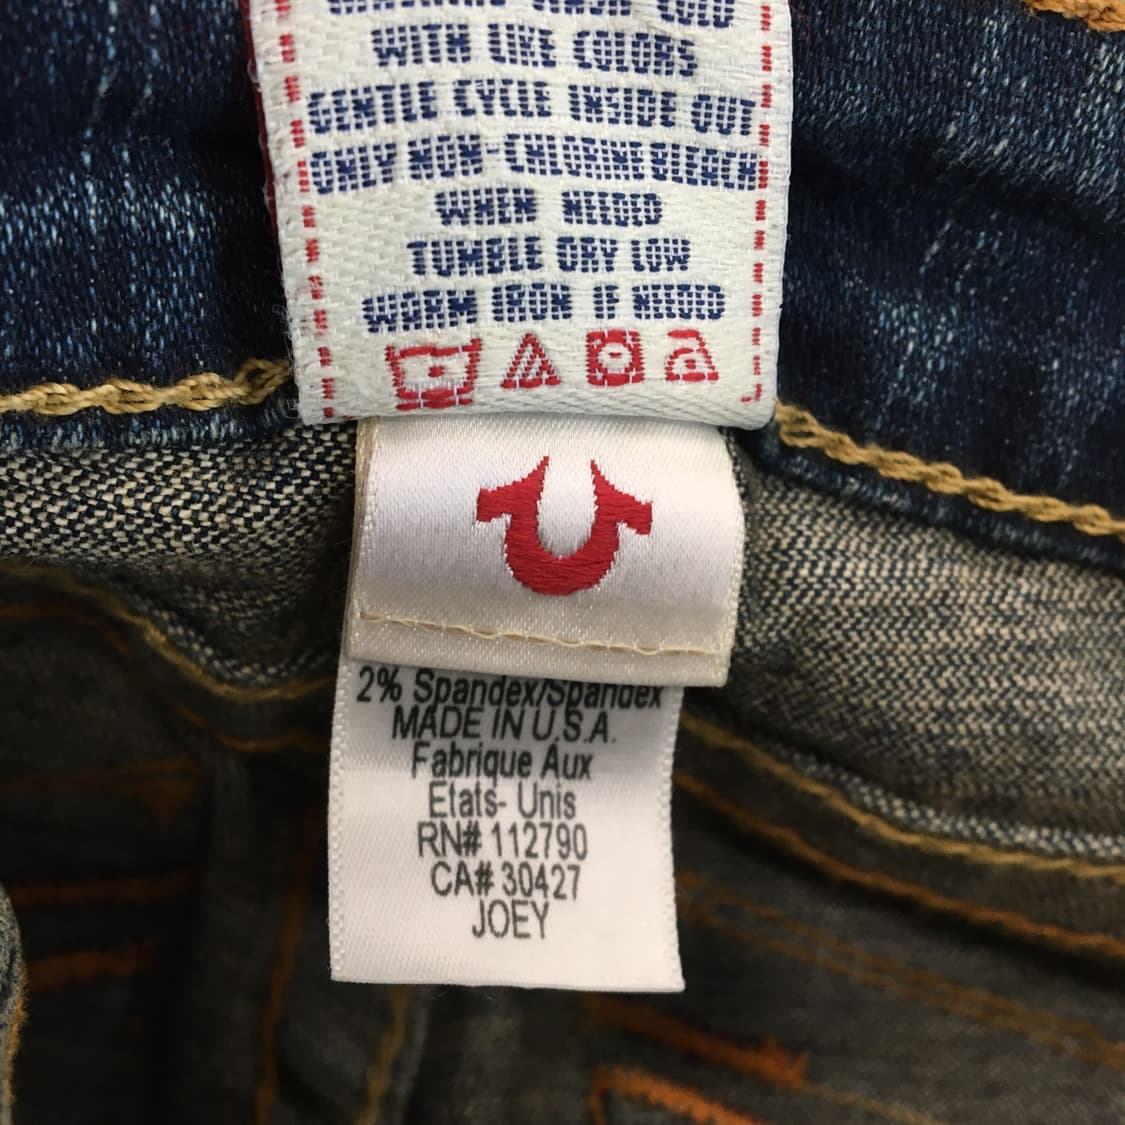 WITH LIKE COLORS
GENTLE CYCLE INSIDE OUT
ONLY NON-CHLORINE BLEACH
WHEN NEEDED
TUMBLE DRY LOW
WARM IRON IF NEEDED
2% Spandex/Spandex
MADE IN U.S.A.
Fabrique Aux
Etats- Unis
RN# 112790
CA# 30427
JOEY